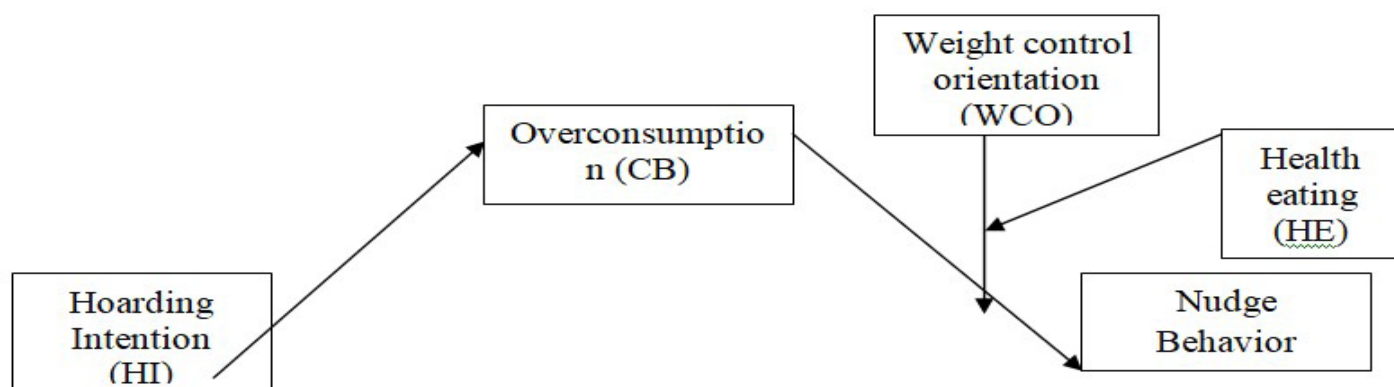 Weight control
orientation
(WCO)
Overconsumptio
n (CB)
Health
eating
(HE)
Hoarding
Intention
(HI)
Nudge
Behavior